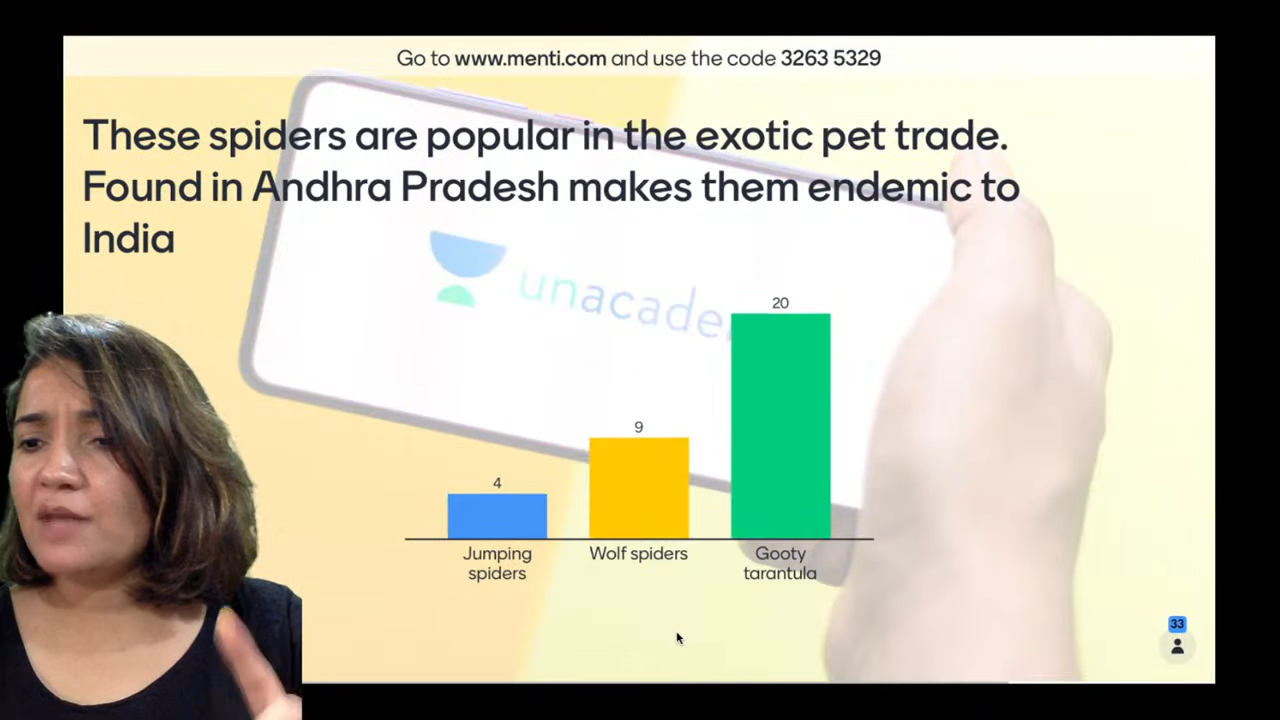 Go to www.menti.com and use the code 3263 5329
These spiders are popular in the exotic pet trade.
Found in Andhra Pradesh makes them endemic to
India
unacade
20
9
4
Jumping
spiders
Wolf spiders
Gooty
tarantula
33